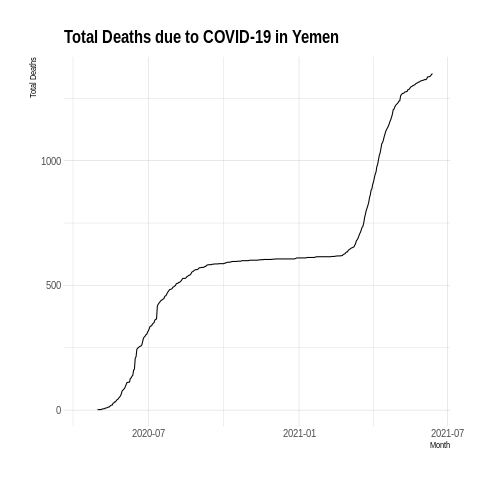 Total Deaths due to COVID-19 in Yemen
Total Deaths
1000
500
0
2020-07
2021-01
2021-07
Month